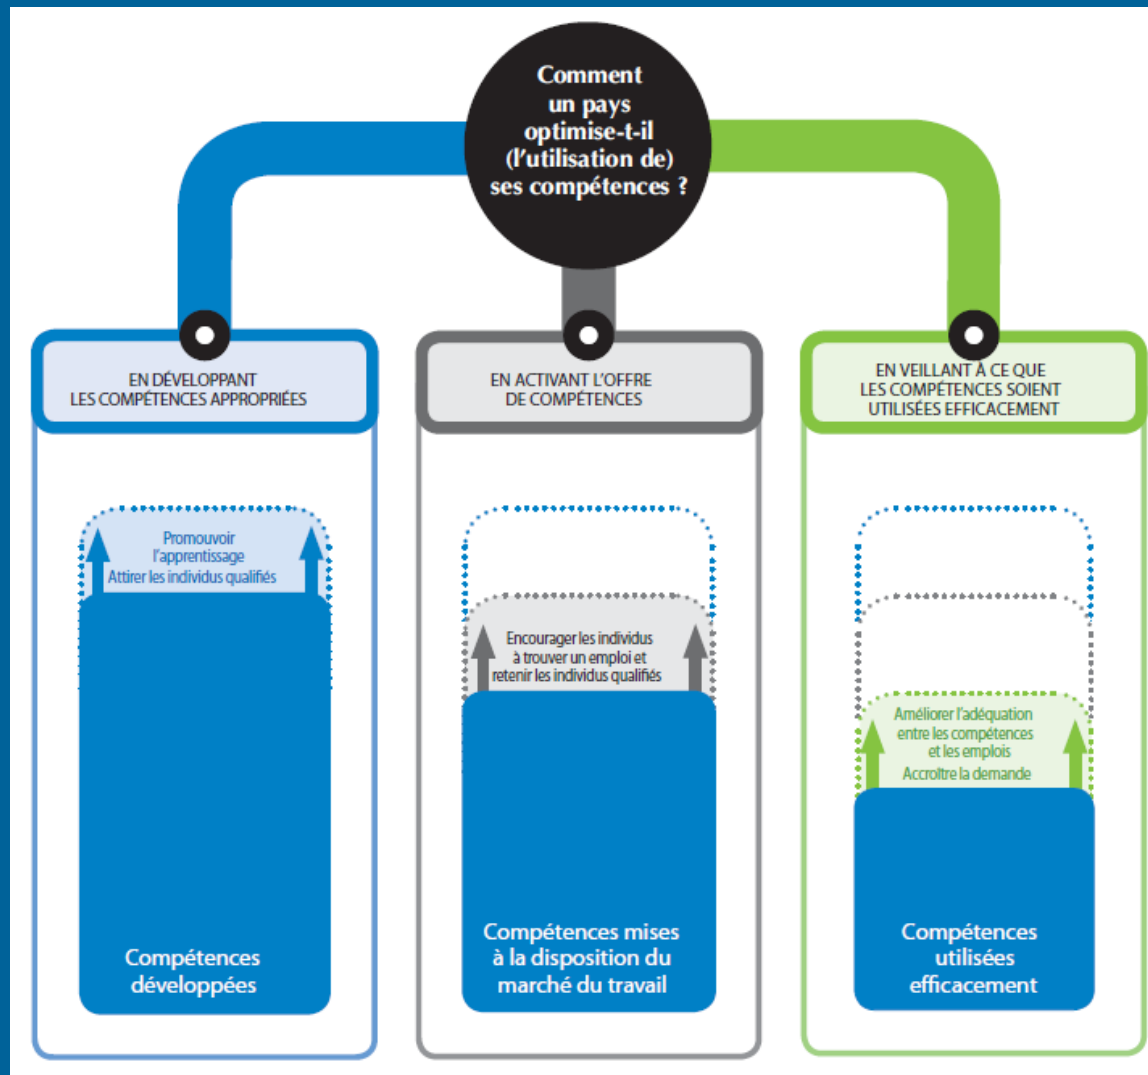 Comment
un pays
optimise-t-il
(l'utilisation de)
ses compétences ?
EN DÉVELOPPANT
LES COMPÉTENCES APPROPRIÉES
Promouvoir
l'apprentissage
Attirer les individus qualifiés
Compétences
développées
EN ACTIVANT L'OFFRE
DE COMPÉTENCES
Encourager les individus
à trouver un emploi et
retenir les individus qualifiés
Compétences mises
à la disposition du
marché du travail
EN VEILLANT À CE QUE
LES COMPÉTENCES SOIENT
UTILISÉES EFFICACEMENT
Améliorer l'adéquation
entre les compétences
et les emplois
Accroître la demande
Compétences
utilisées
efficacement